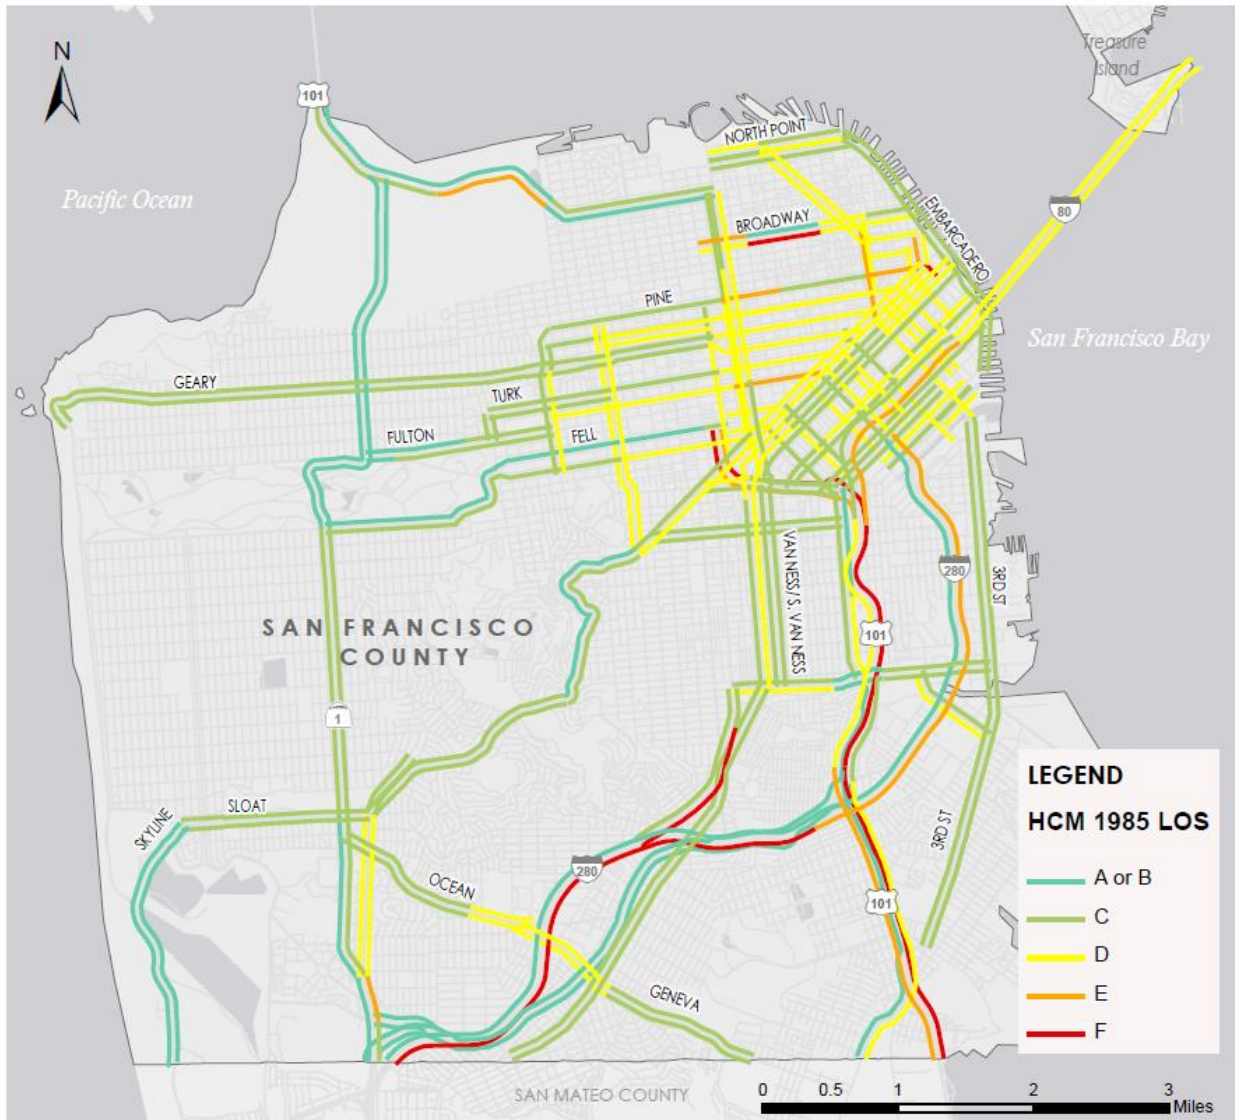 N
Treasure
Island
101
NORTH POINT
Pacific Ocean
80
EMBARCADERO
BROADWAY
PINE
San Francisco Bay
GEARY
TURK
FULTON
FELL
VAN NESS/ S. VAN NESS
280
3RD ST
SAN FRANCISCO
COUNTY
101
1
LEGEND
HCM 1985 LOS
A or B
C
D
E
F
SKYLINE
SLOAT
3RD ST
280
OCEAN
101
GENEVA
SAN MATEO COUNTY
0 0.5 1 2 3
Miles